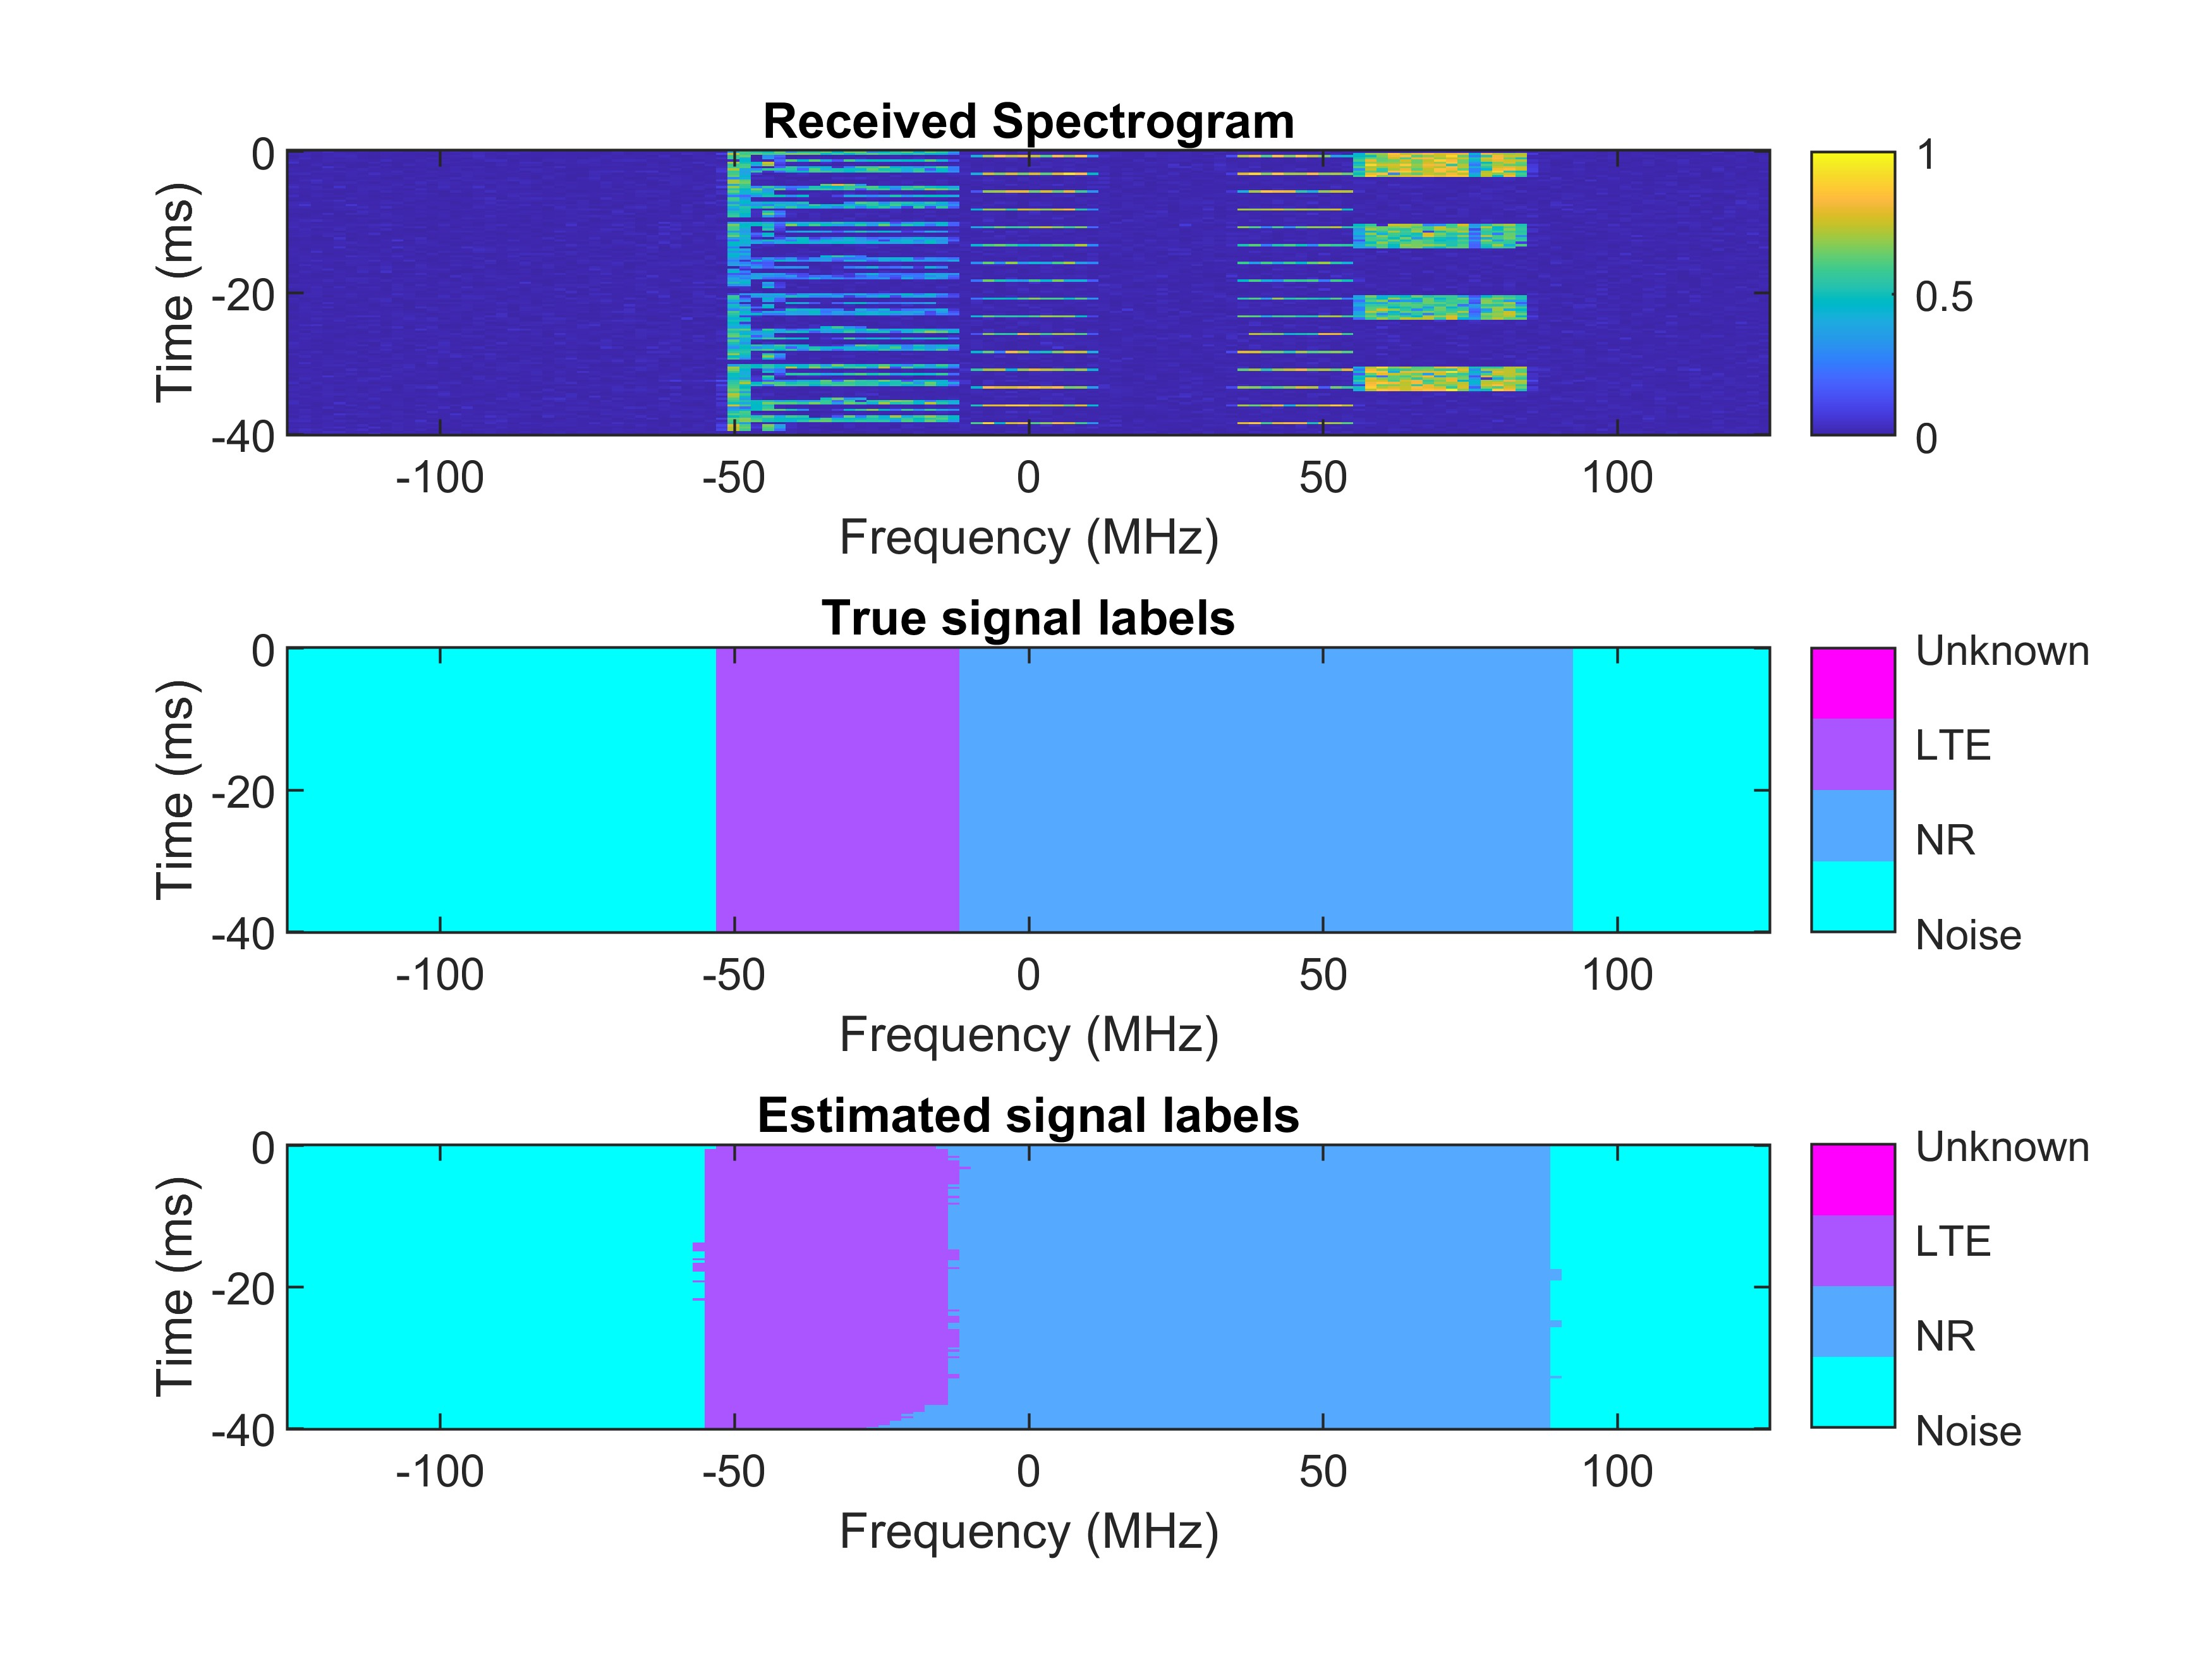 Received Spectrogram
Time (ms)
0
-20
-40
-100
-50
0
50
100
Frequency (MHz)
1
0.5
0
True signal labels
Time (ms)
0
-20
-40
-100
-50
0
50
100
Frequency (MHz)
Unknown
LTE
NR
Noise
Estimated signal labels
Time (ms)
0
-20
-40
-100
-50
0
50
100
Frequency (MHz)
Unknown
LTE
NR
Noise